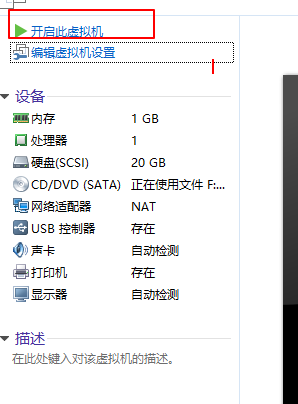 开启此虚拟机
编辑虚拟机设置
设备
内存 1 GB
处理器 1
硬盘(SCSI) 20 GB
CD/DVD (SATA) 正在使用文件 F:...
网络适配器 NAT
USB 控制器 存在
声卡 自动检测
打印机 存在
显示器 自动检测
描述
在此处键入对该虚拟机的描述。